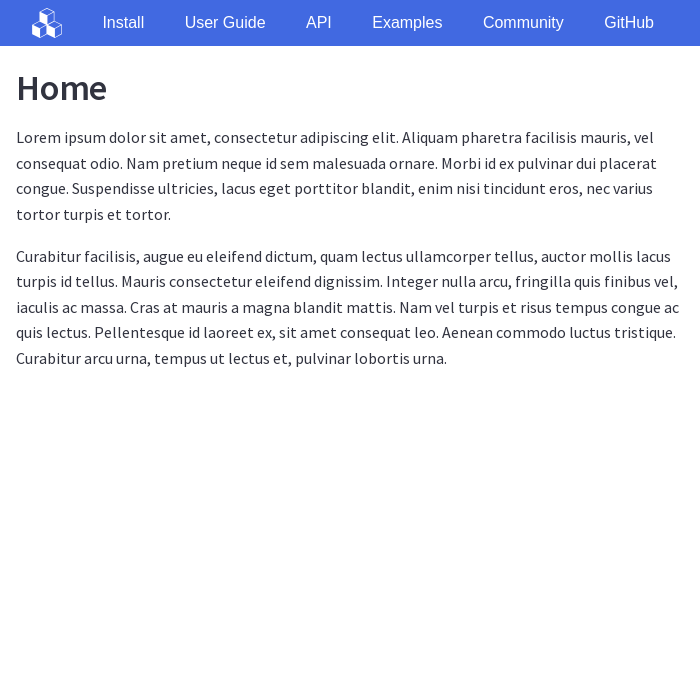 Install User Guide API Examples Community GitHub
Home
Lorem ipsum dolor sit amet, consectetur adipiscing elit. Aliquam pharetra facilisis mauris, vel
consequat odio. Nam pretium neque id sem malesuada ornare. Morbi id ex pulvinar dui placerat
congue. Suspendisse ultricies, lacus eget porttitor blandit, enim nisi tincidunt eros, nec varius
tortor turpis et tortor.
Curabitur facilisis, augue eu eleifend dictum, quam lectus ullamcorper tellus, auctor mollis lacus
turpis id tellus. Mauris consectetur eleifend dignissim. Integer nulla arcu, fringilla quis finibus vel,
iaculis ac massa. Cras at mauris a magna blandit mattis. Nam vel turpis et risus tempus congue ac
quis lectus. Pellentesque id laoreet ex, sit amet consequat leo. Aenean commodo luctus tristique.
Curabitur arcu urna, tempus ut lectus et, pulvinar lobortis urna.